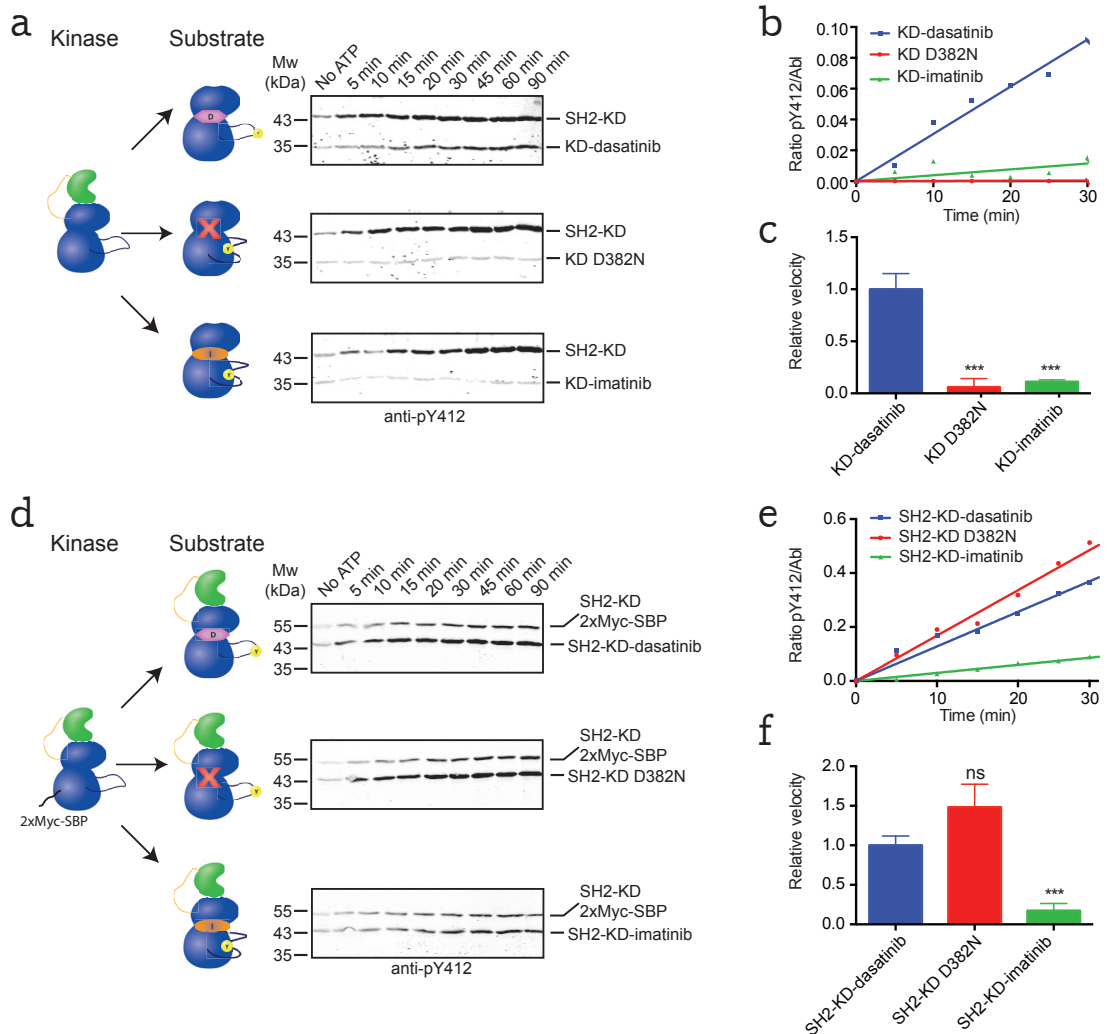 a
Kinase
Substrate
Mw
(kDa)
No ATP
5 min
10 min
15 min
20 min
30 min
45 min
60 min
90 min
D
Y
43
35
SH2-KD
KD-dasatinib
Y
43
35
SH2-KD
KD D382N
I
Y
43
35
SH2-KD
KD-imatinib
anti-pY412
b
KD-dasatinib
KD D382N
KD-imatinib
Ratio pY412/Abl
0.10
0.08
0.06
0.04
0.02
0.00
0
10
20
30
Time (min)
c
Relative velocity
1.5
1.0
0.5
0.0
***
***
KD-dasatinib
KD D382N
KD-imatinib
d
Kinase
Substrate
Mw
(kDa)
No ATP
5 min
10 min
15 min
20 min
30 min
45 min
60 min
90 min
D
Y
55
43
35
SH2-KD
2xMyc-SBP
SH2-KD-dasatinib
2xMyc-SBP
Y
55
43
35
SH2-KD
2xMyc-SBP
SH2-KD D382N
I
Y
55
43
35
SH2-KD
2xMyc-SBP
SH2-KD-imatinib
anti-pY412
e
SH2-KD-dasatinib
SH2-KD D382N
SH2-KD-imatinib
Ratio pY412/Abl
0.6
0.4
0.2
0.0
0
10
20
30
Time (min)
f
Relative velocity
2.0
1.5
1.0
0.5
0.0
ns
***
SH2-KD-dasatinib
SH2-KD D382N
SH2-KD-imatinib